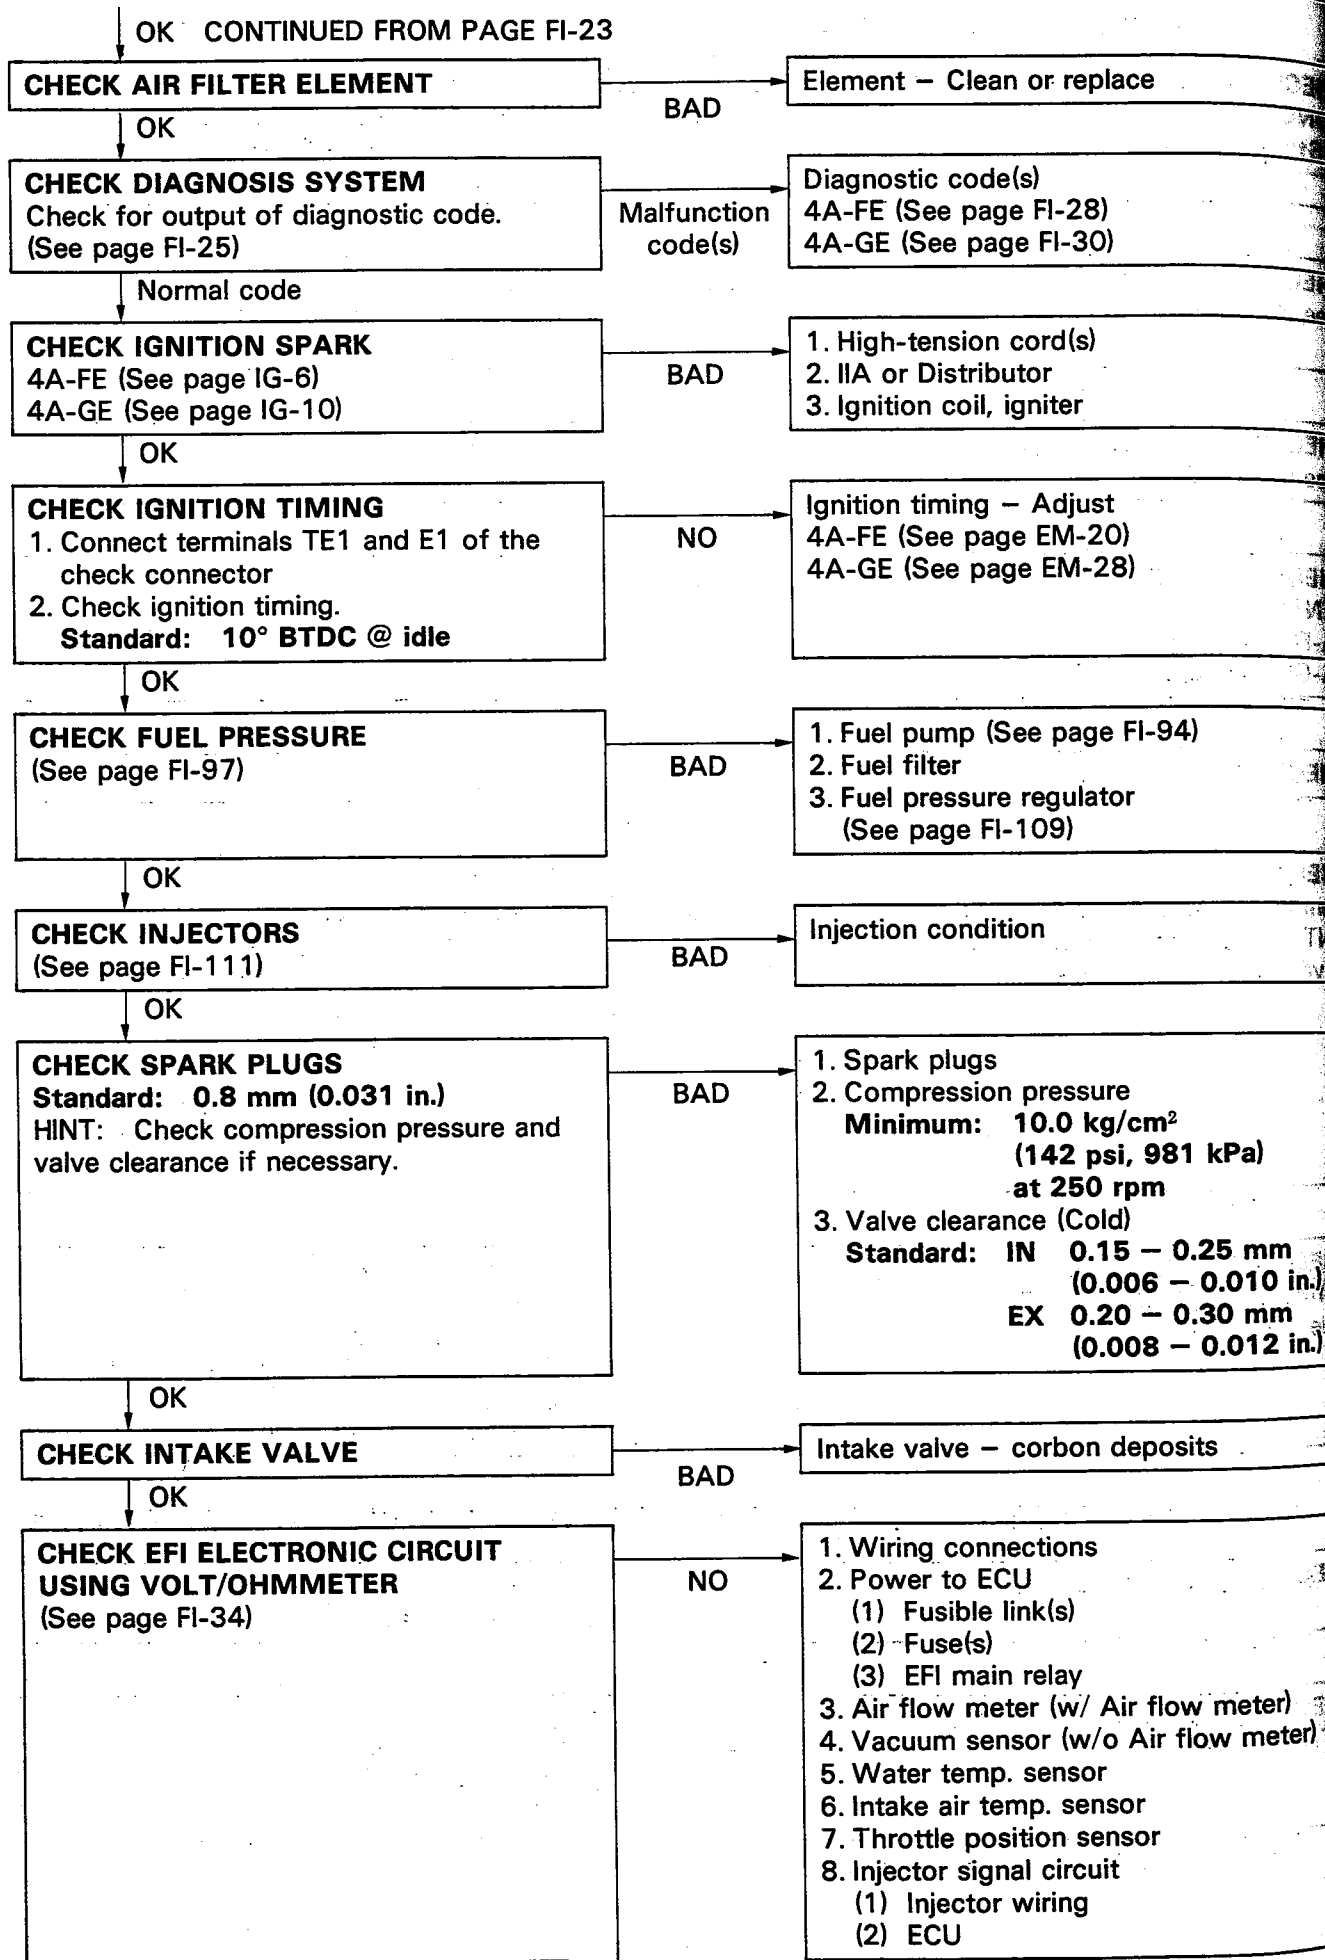 OK CONTINUED FROM PAGE FI-23
CHECK AIR FILTER ELEMENT
BAD
Element – Clean or replace
OK
CHECK DIAGNOSIS SYSTEM
Check for output of diagnostic code.
(See page FI-25)
Malfunction
code(s)
Diagnostic code(s)
4A-FE (See page FI-28)
4A-GE (See page FI-30)
Normal code
CHECK IGNITION SPARK
4A-FE (See page IG-6)
4A-GE (See page IG-10)
BAD
1. High-tension cord(s)
2. IIA or Distributor
3. Ignition coil, igniter
OK
CHECK IGNITION TIMING
1. Connect terminals TE1 and E1 of the
check connector
2. Check ignition timing.
Standard: 10° BTDC @ idle
NO
Ignition timing – Adjust
4A-FE (See page EM-20)
4A-GE (See page EM-28)
OK
CHECK FUEL PRESSURE
(See page FI-97)
BAD
1. Fuel pump (See page FI-94)
2. Fuel filter
3. Fuel pressure regulator
(See page FI-109)
OK
CHECK INJECTORS
(See page FI-111)
BAD
Injection condition
OK
CHECK SPARK PLUGS
Standard: 0.8 mm (0.031 in.)
HINT: Check compression pressure and
valve clearance if necessary.
BAD
1. Spark plugs
2. Compression pressure
Minimum: 10.0 kg/cm²
(142 psi, 981 kPa)
at 250 rpm
3. Valve clearance (Cold)
Standard: IN 0.15 – 0.25 mm
(0.006 – 0.010 in.)
EX 0.20 – 0.30 mm
(0.008 – 0.012 in.)
OK
CHECK INTAKE VALVE
BAD
Intake valve – corbon deposits
OK
CHECK EFI ELECTRONIC CIRCUIT
USING VOLT/OHMMETER
(See page FI-34)
NO
1. Wiring connections
2. Power to ECU
(1) Fusible link(s)
(2) Fuse(s)
(3) EFI main relay
3. Air flow meter (w/ Air flow meter)
4. Vacuum sensor (w/o Air flow meter)
5. Water temp. sensor
6. Intake air temp. sensor
7. Throttle position sensor
8. Injector signal circuit
(1) Injector wiring
(2) ECU